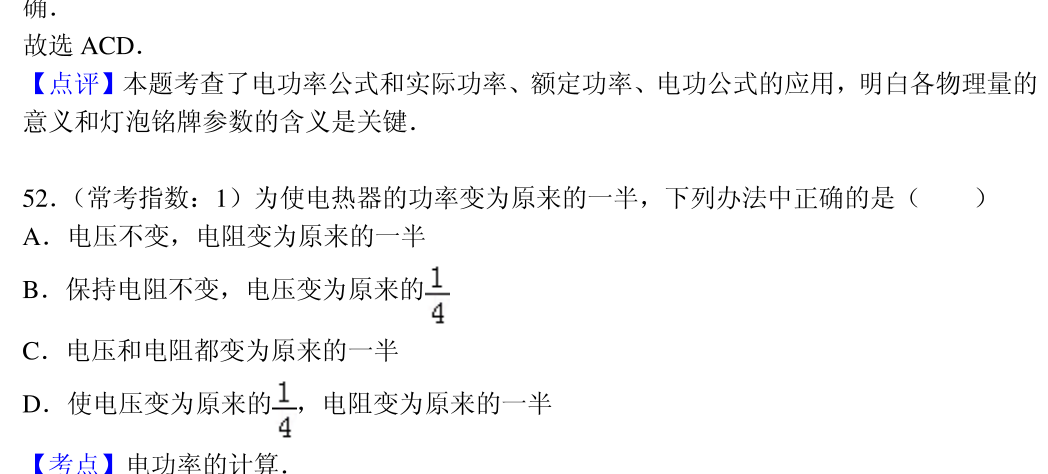 确．
故选 ACD．
【点评】本题考查了电功率公式和实际功率、额定功率、电功公式的应用，明白各物理量的
意义和灯泡铭牌参数的含义是关键．
52．（常考指数：1）为使电热器的功率变为原来的一半，下列办法中正确的是（　　）
A．电压不变，电阻变为原来的一半
B．保持电阻不变，电压变为原来的1/4
C．电压和电阻都变为原来的一半
D．使电压变为原来的1/4，电阻变为原来的一半
【考点】电功率的计算．